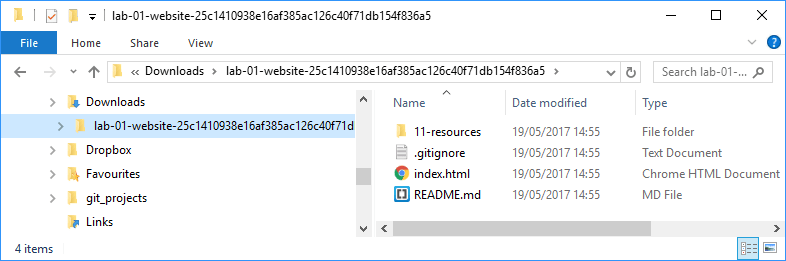 lab-01-website-25c1410938e16af385ac126c40f71db154f836a5
File Home Share View
Downloads lab-01-website-25c1410938e16af385ac126c40f71db154f836a5 Search lab-01-...
Downloads
lab-01-website-25c1410938e16af385ac126c40f71d
Dropbox
Favourites
git_projects
Links
Name Date modified Type
11-resources 19/05/2017 14:55 File folder
.gitignore 19/05/2017 14:55 Text Document
index.html 19/05/2017 14:55 Chrome HTML Document
README.md 19/05/2017 14:55 MD File
4 items